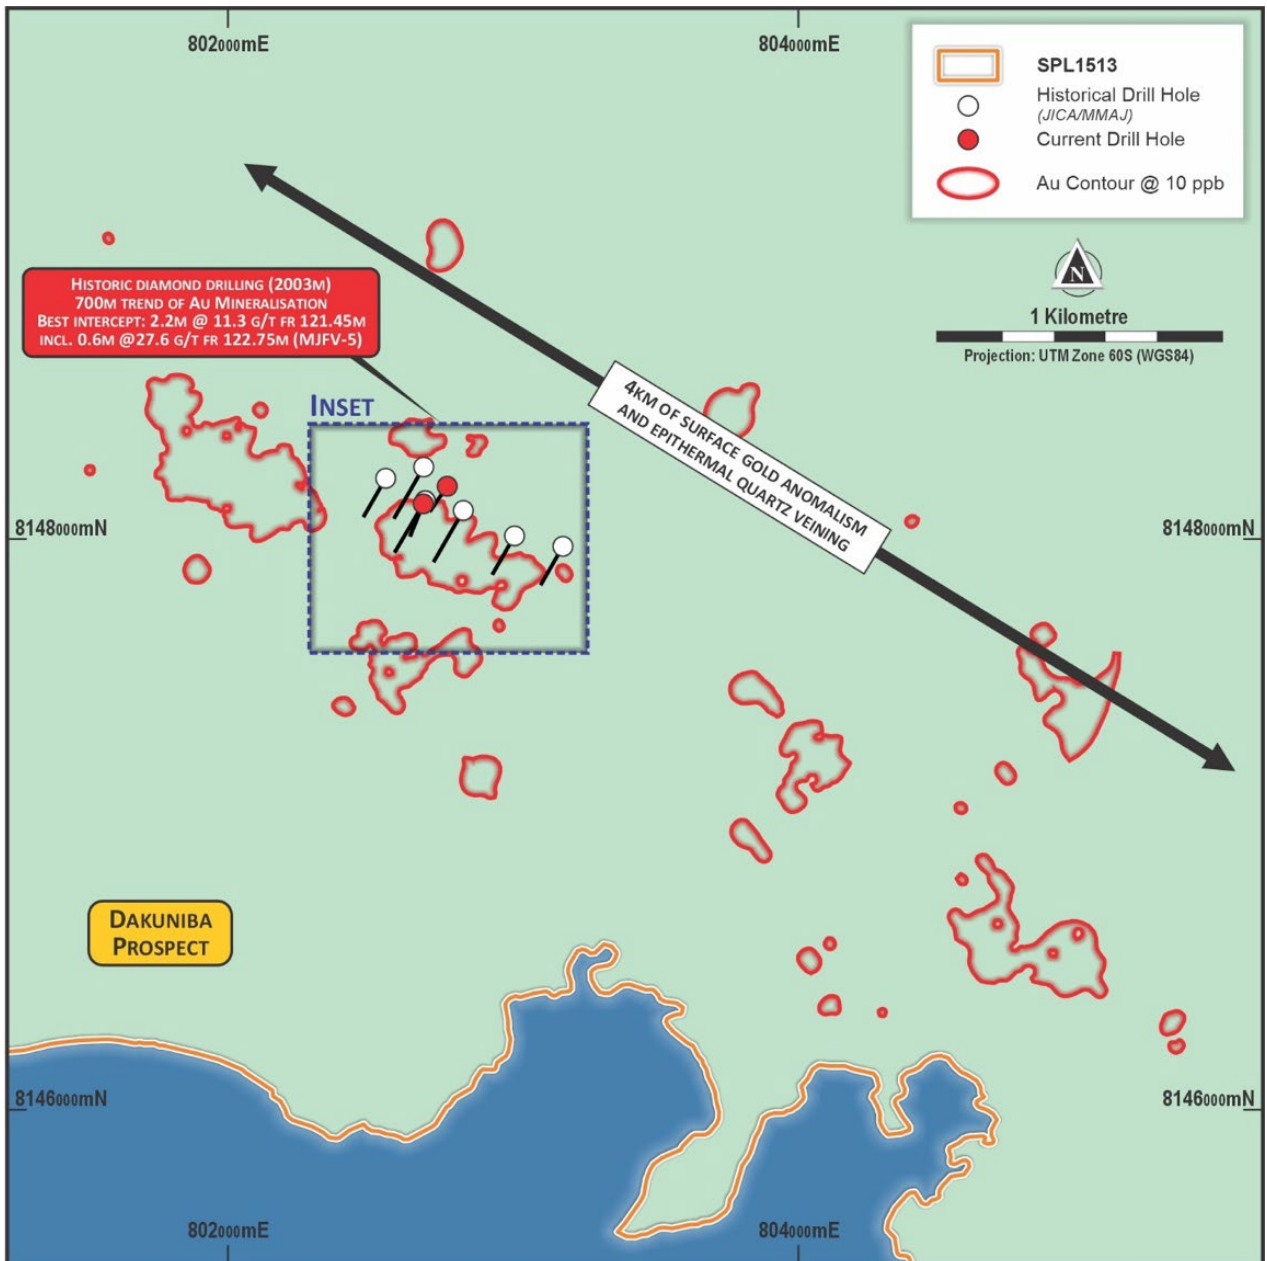 802000mE
804000mE
SPL1513
Historical Drill Hole
(JICA/MMAJ)
Current Drill Hole
Au Contour @ 10 ppb
N
1 Kilometre
Projection: UTM Zone 60S (WGS84)
HISTORIC DIAMOND DRILLING (2003M)
700M TREND OF AU MINERALISATION
BEST INTERCEPT: 2.2M @ 11.3 G/T FR 121.45M
INCL. 0.6M @27.6 G/T FR 122.75M (MJFV-5)
INSET
4KM OF SURFACE GOLD ANOMALISM
AND EPITHERMAL QUARTZ VEINING
8148000mN
8148000mN
DAKUNIBA
PROSPECT
8146000mN
8146000mN
802000mE
804000mE